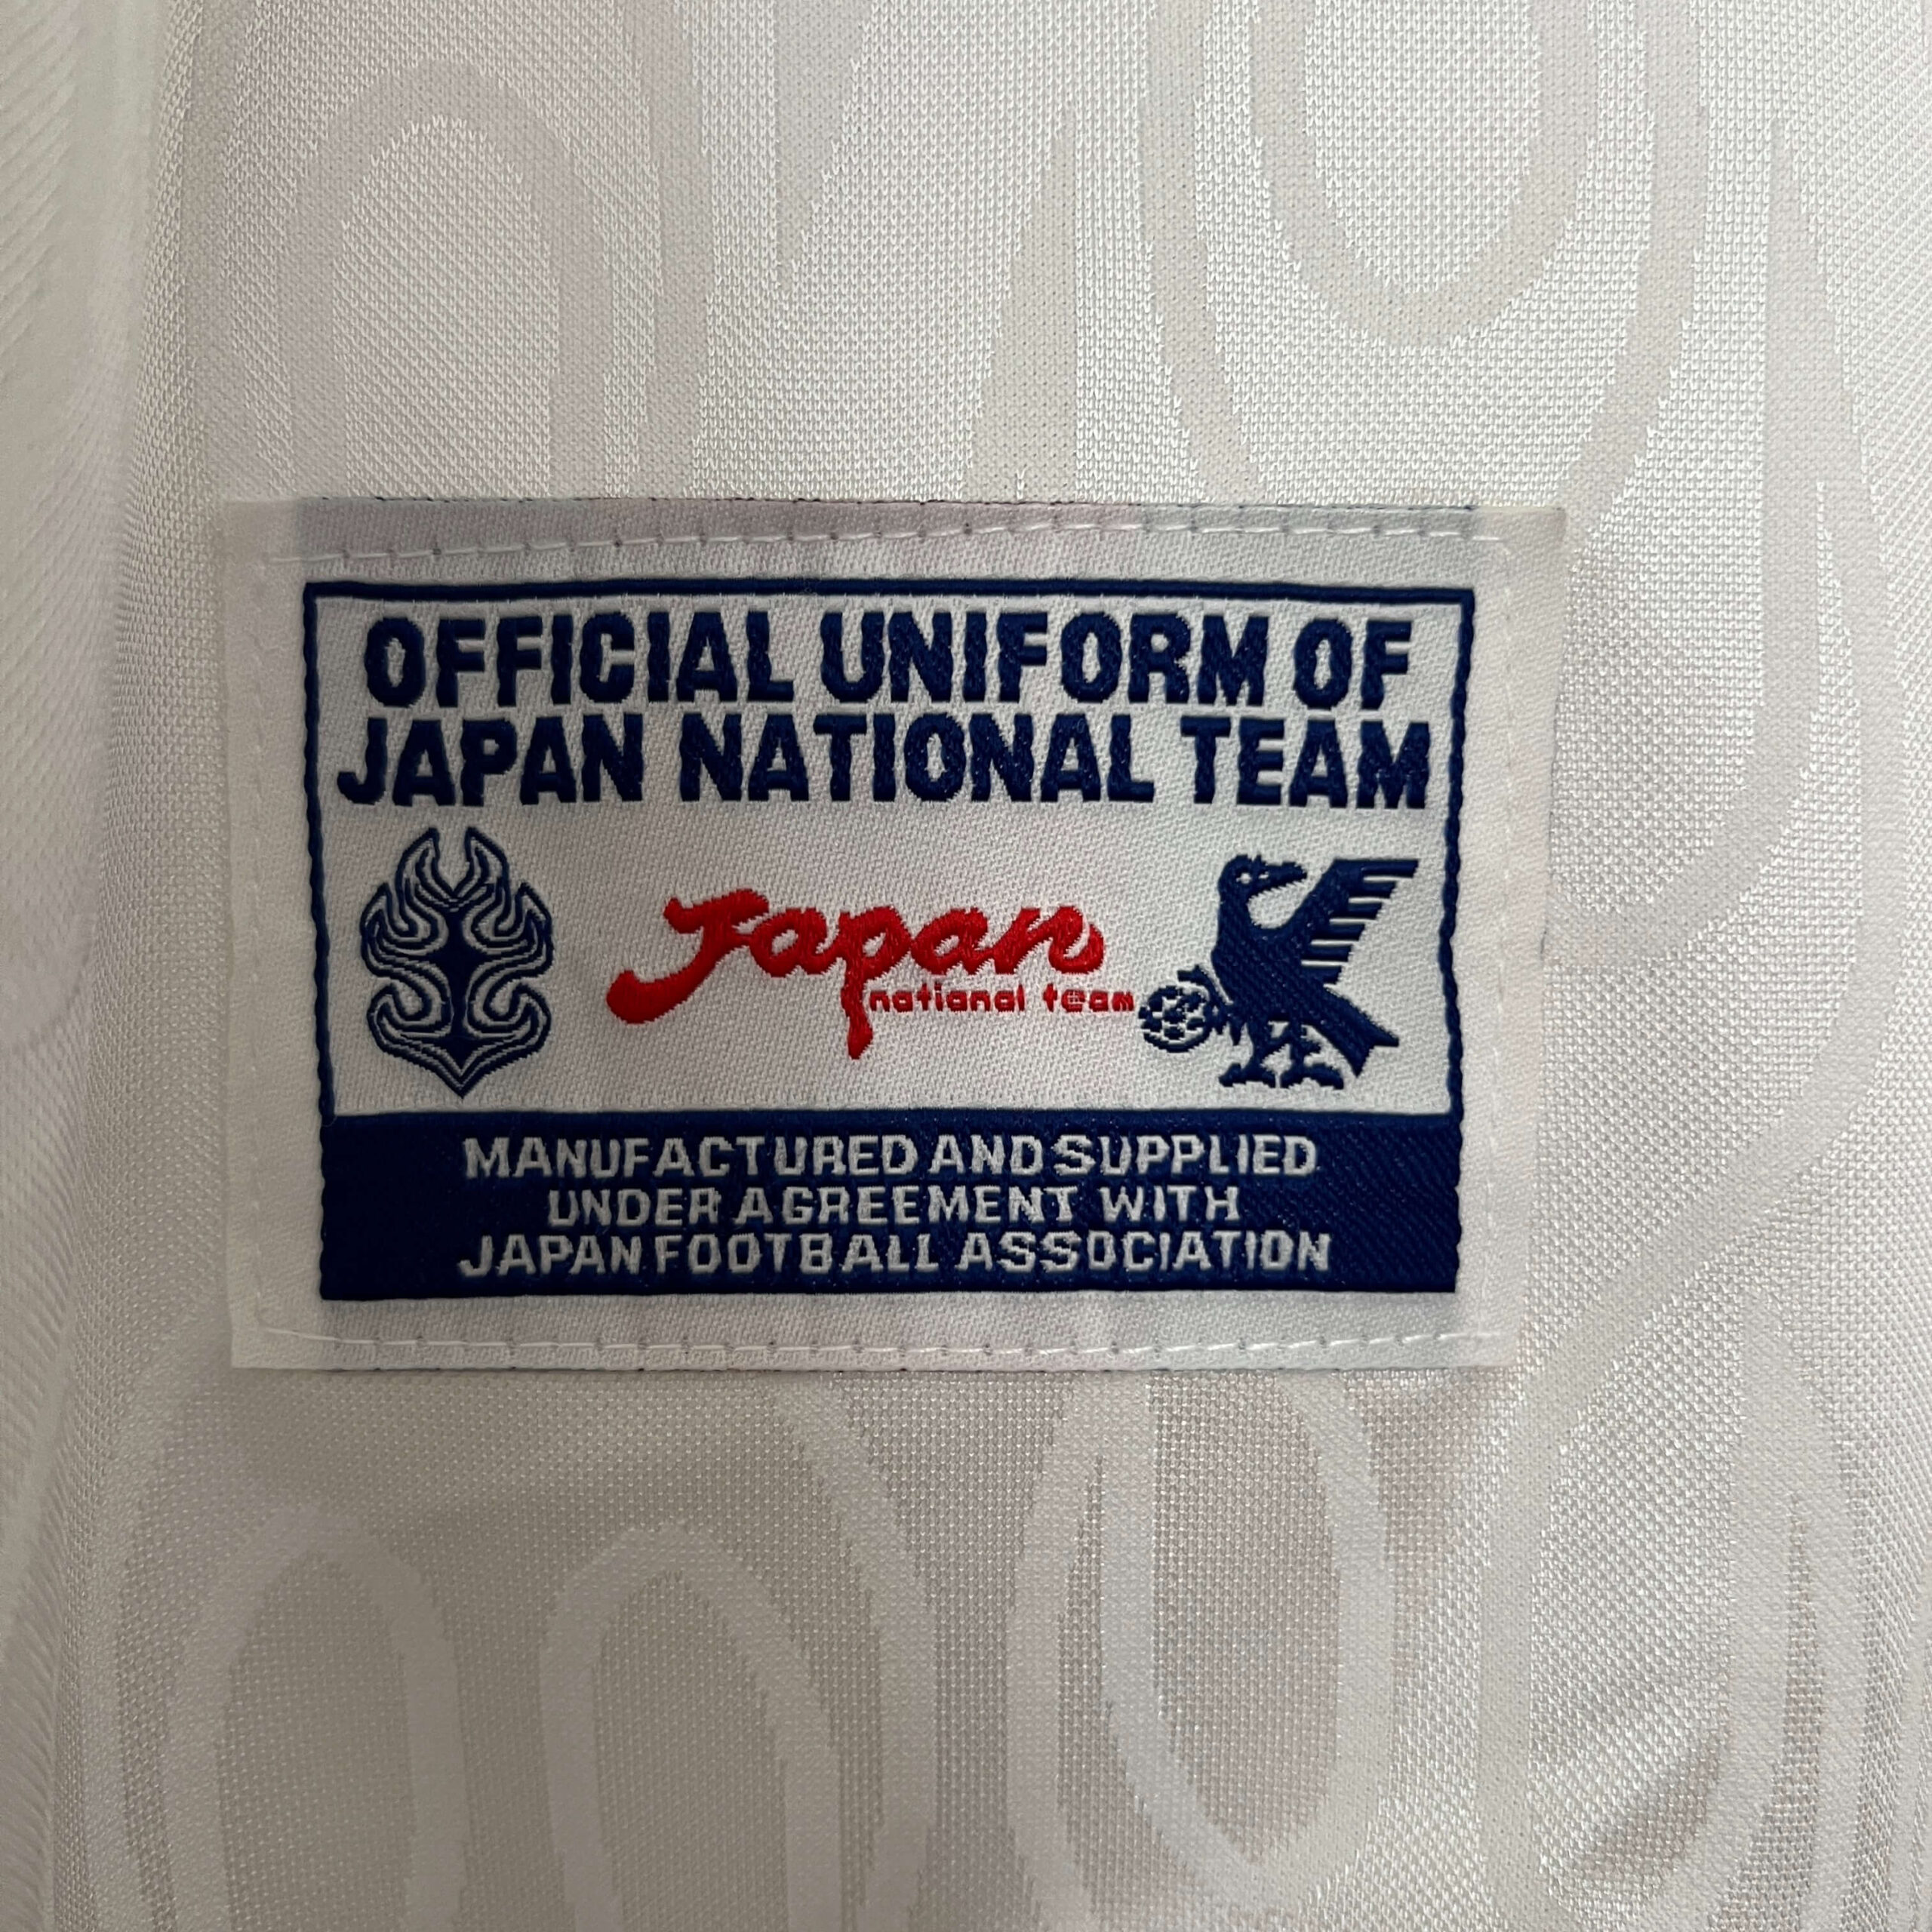 OFFICIAL UNIFORM OF
JAPAN NATIONAL TEAM
Japan
national team
MANUFACTURED AND SUPPLIED
UNDER AGREEMENT WITH
JAPAN FOOTBALL ASSOCIATION